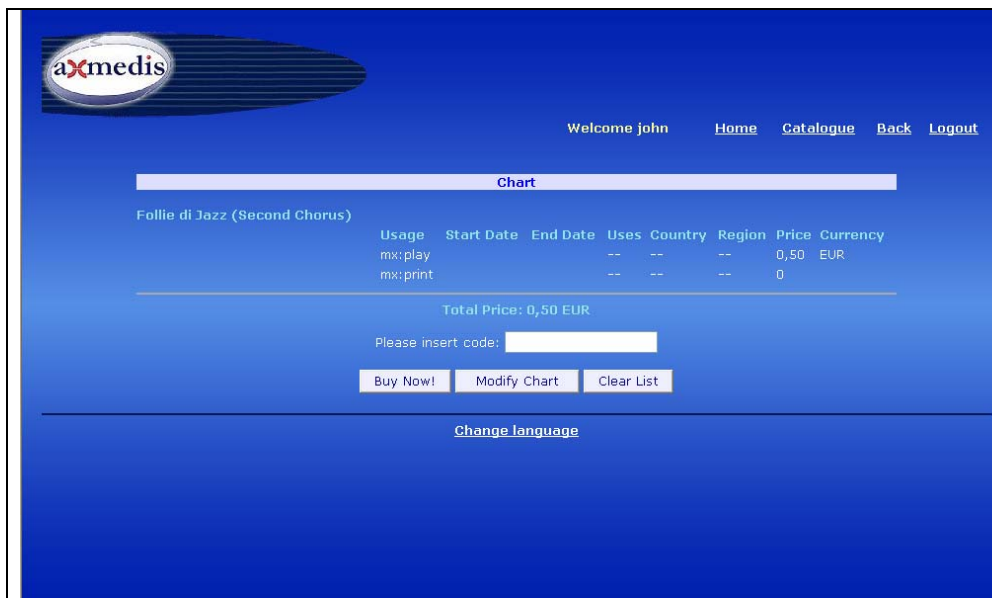 axmedis
Welcome john Home Catalogue Back Logout
Chart
Follie di Jazz (Second Chorus)
Usage Start Date End Date Uses Country Region Price Currency
mx:play -- -- -- 0,50 EUR
mx:print -- -- -- 0
Total Price: 0,50 EUR
Please insert code:
Buy Now! Modify Chart Clear List
Change language